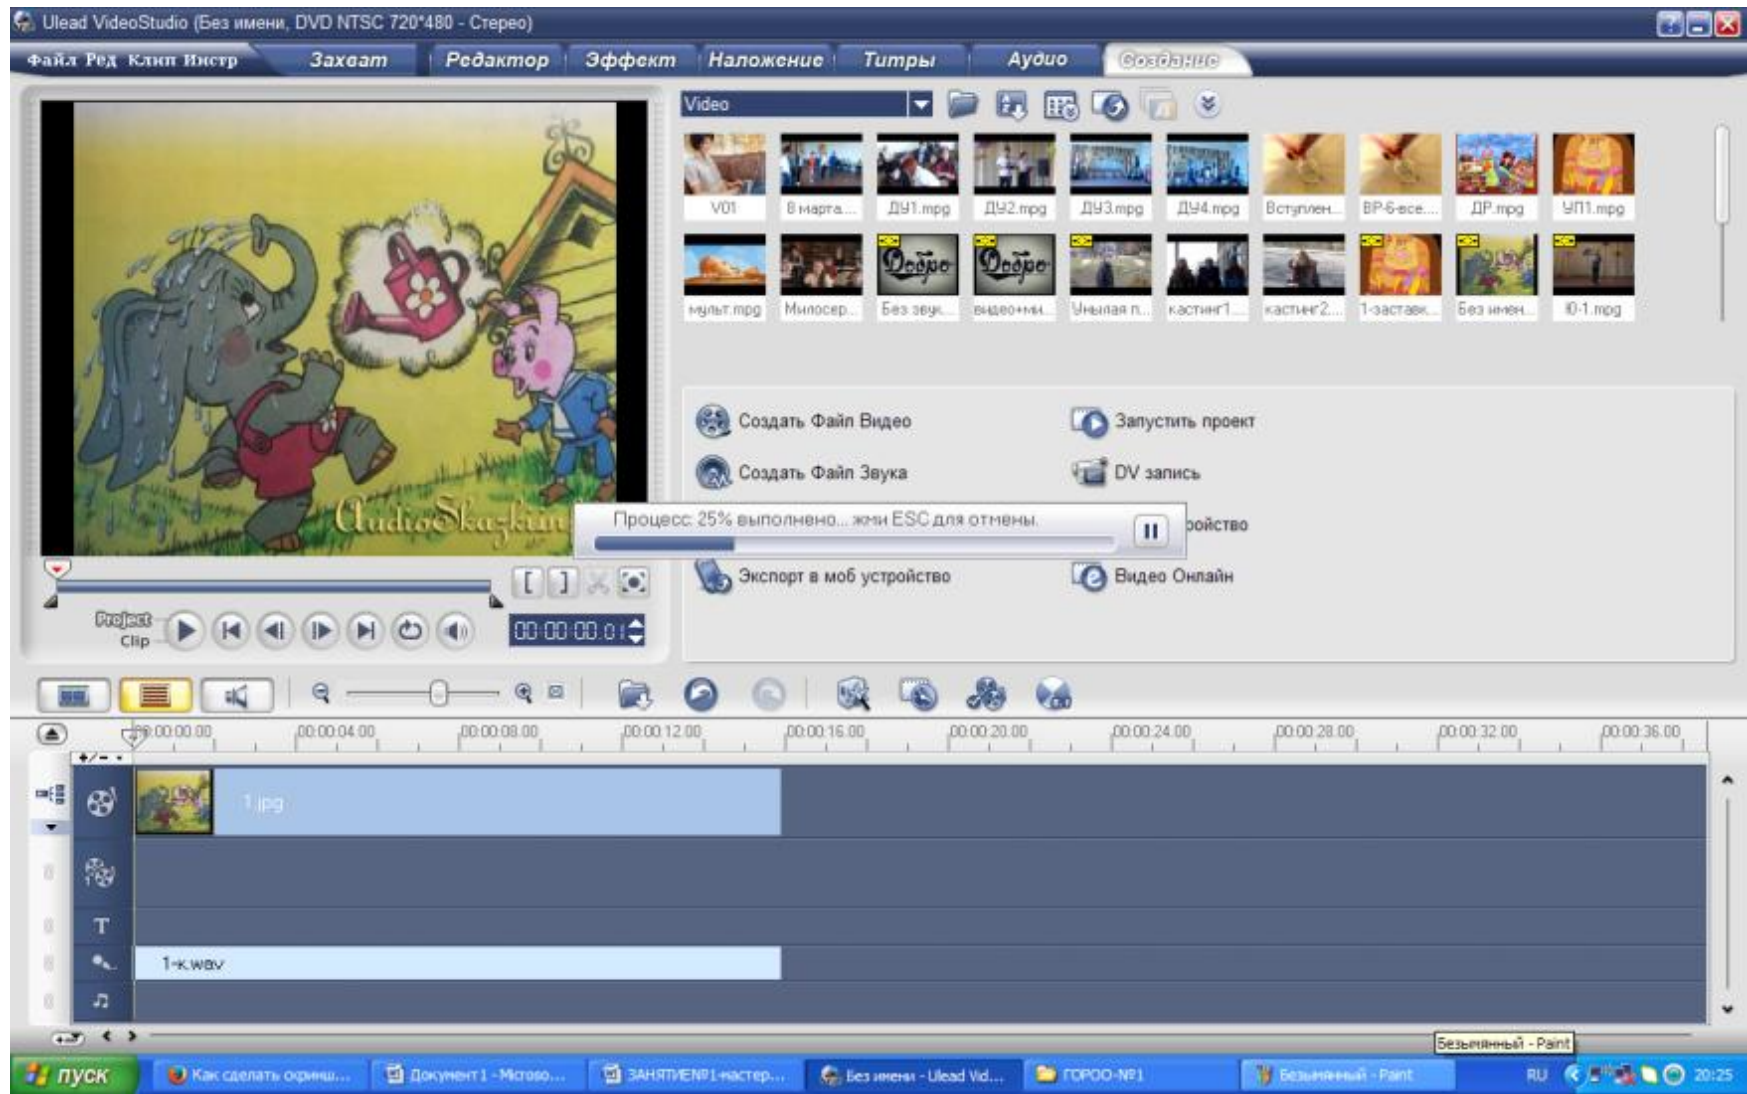 Ulead VideoStudio (Без имени, DVD NTSC 720*480 - Стерео)
Файл Ред Клип Инстр Захват Редактор Эффект Наложение Титры Аудио Создание
Video
V01 8 марта... ДУ1.mpg ДУ2.mpg ДУ3.mpg ДУ4.mpg Вступлен... ВР-6-все.... ДР.mpg УП1.mpg
Добро Добро
мульт.mpg Милосер... Без звук... видео+ми... Унылая п... кастинг1... кастинг2.... 1-заставк... Без имен... Ю-1.mpg
Создать Файл Видео Запустить проект
Создать Файл Звука DV запись
AudioSkazki
Процесс: 25% выполнено... жми ESC для отмены.
ройство
Экспорт в моб устройство Видео Онлайн
Project
Clip
00:00:00.01
00:00:00.00 00:00:04.00 00:00:08.00 00:00:12.00 00:00:16.00 00:00:20.00 00:00:24.00 00:00:28.00 00:00:32.00 00:00:36.00
1.jpg
T
1-к.wav
Безымянный - Paint
пуск Как сделать скринш... Документ1 - Microso... ЗАНЯТИЕ№1-мастер... Без имени - Ulead Vid... ГОРОО-№1 Безымянный - Paint RU 20:25